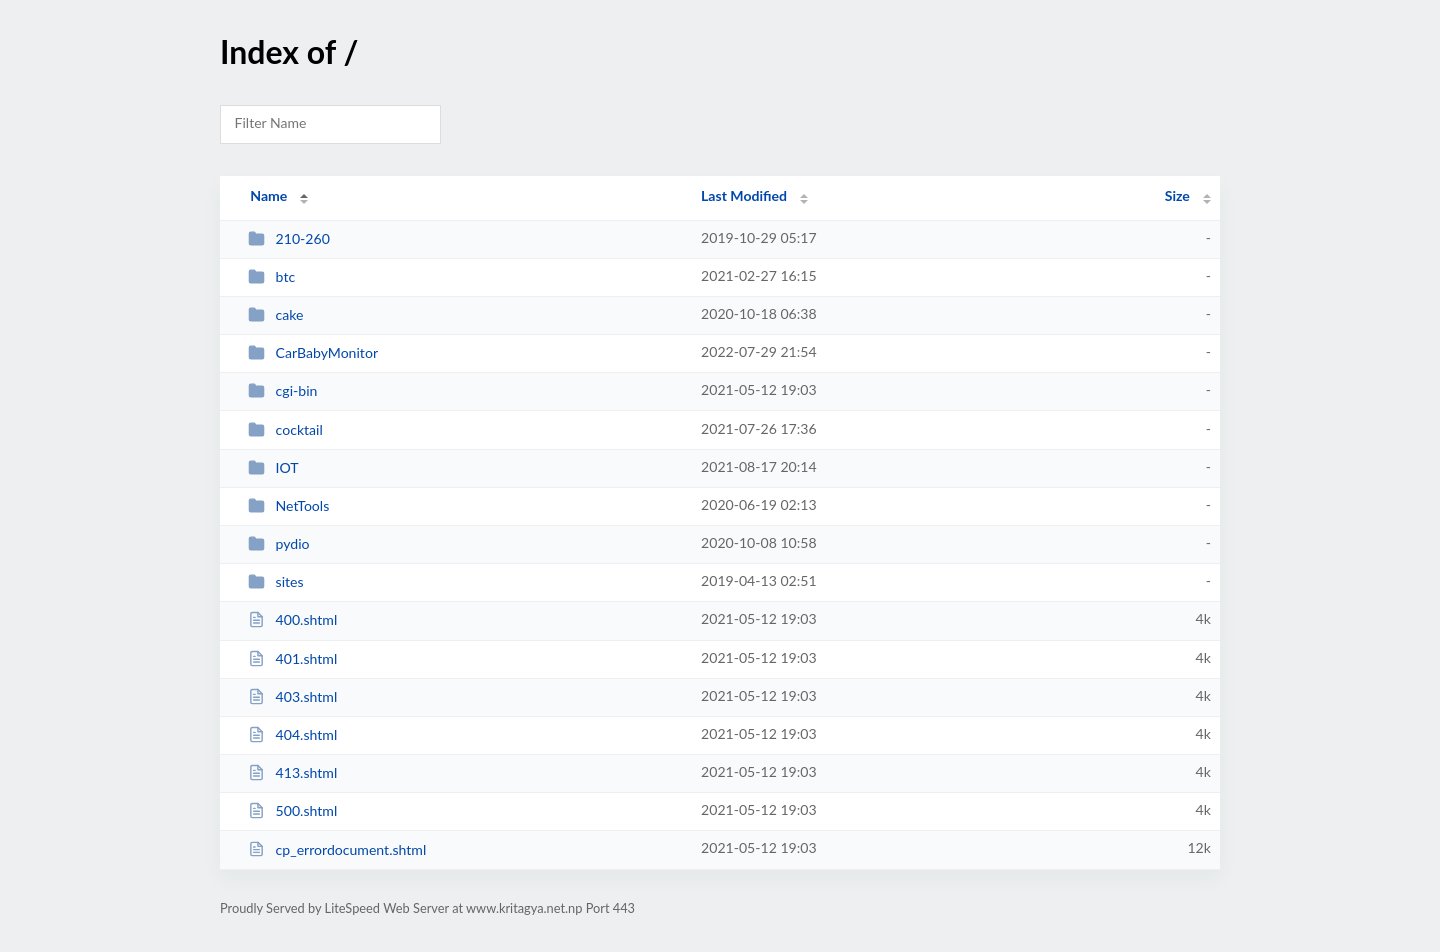 Index of /
Filter Name
Name Last Modified Size
210-260 2019-10-29 05:17 -
btc 2021-02-27 16:15 -
cake 2020-10-18 06:38 -
CarBabyMonitor 2022-07-29 21:54 -
cgi-bin 2021-05-12 19:03 -
cocktail 2021-07-26 17:36 -
IOT 2021-08-17 20:14 -
NetTools 2020-06-19 02:13 -
pydio 2020-10-08 10:58 -
sites 2019-04-13 02:51 -
400.shtml 2021-05-12 19:03 4k
401.shtml 2021-05-12 19:03 4k
403.shtml 2021-05-12 19:03 4k
404.shtml 2021-05-12 19:03 4k
413.shtml 2021-05-12 19:03 4k
500.shtml 2021-05-12 19:03 4k
cp_errordocument.shtml 2021-05-12 19:03 12k
Proudly Served by LiteSpeed Web Server at www.kritagya.net.np Port 443